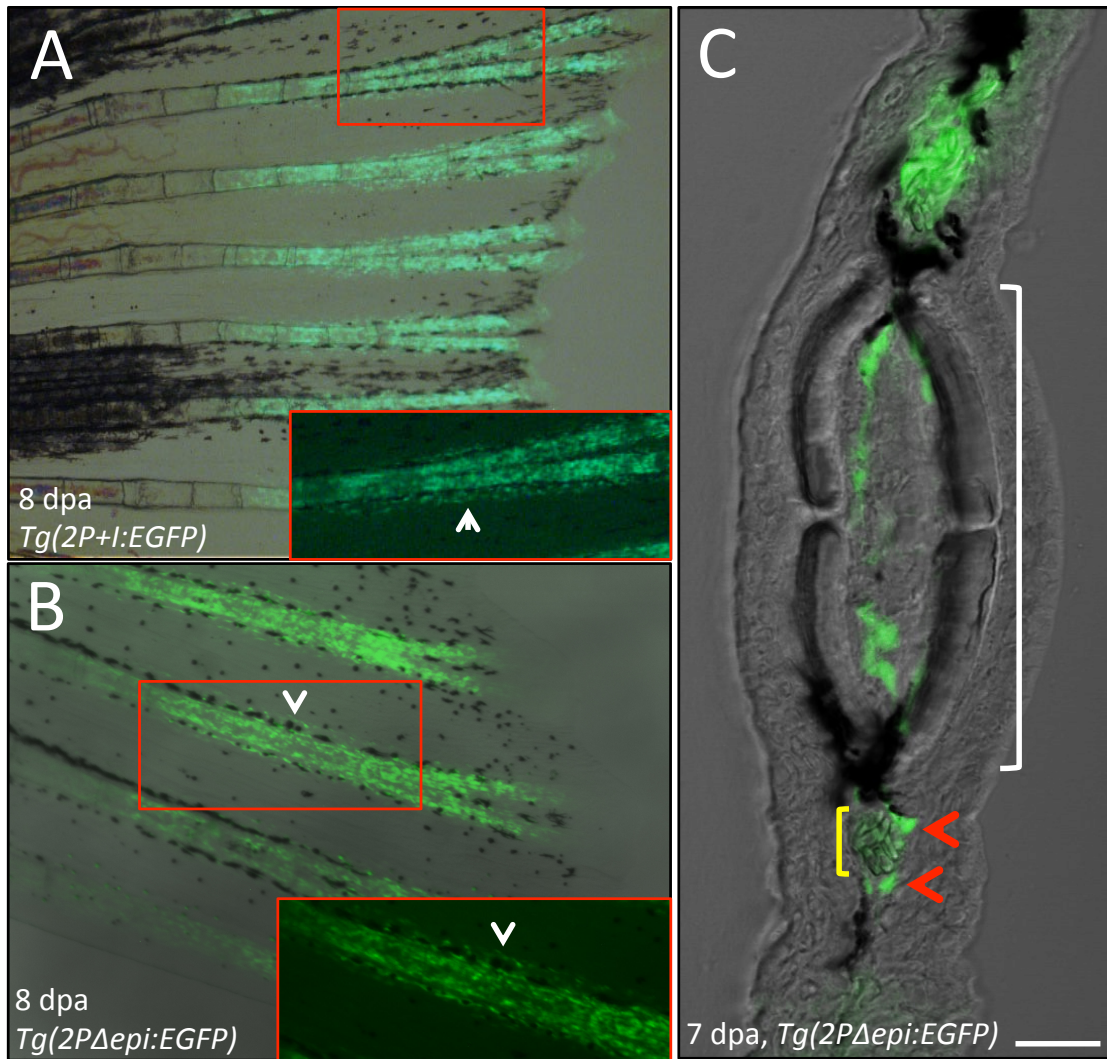 A
8 dpa
Tg(2P+I:EGFP)
B
8 dpa
Tg(2PΔepi:EGFP)
C
7 dpa, Tg(2PΔepi:EGFP)